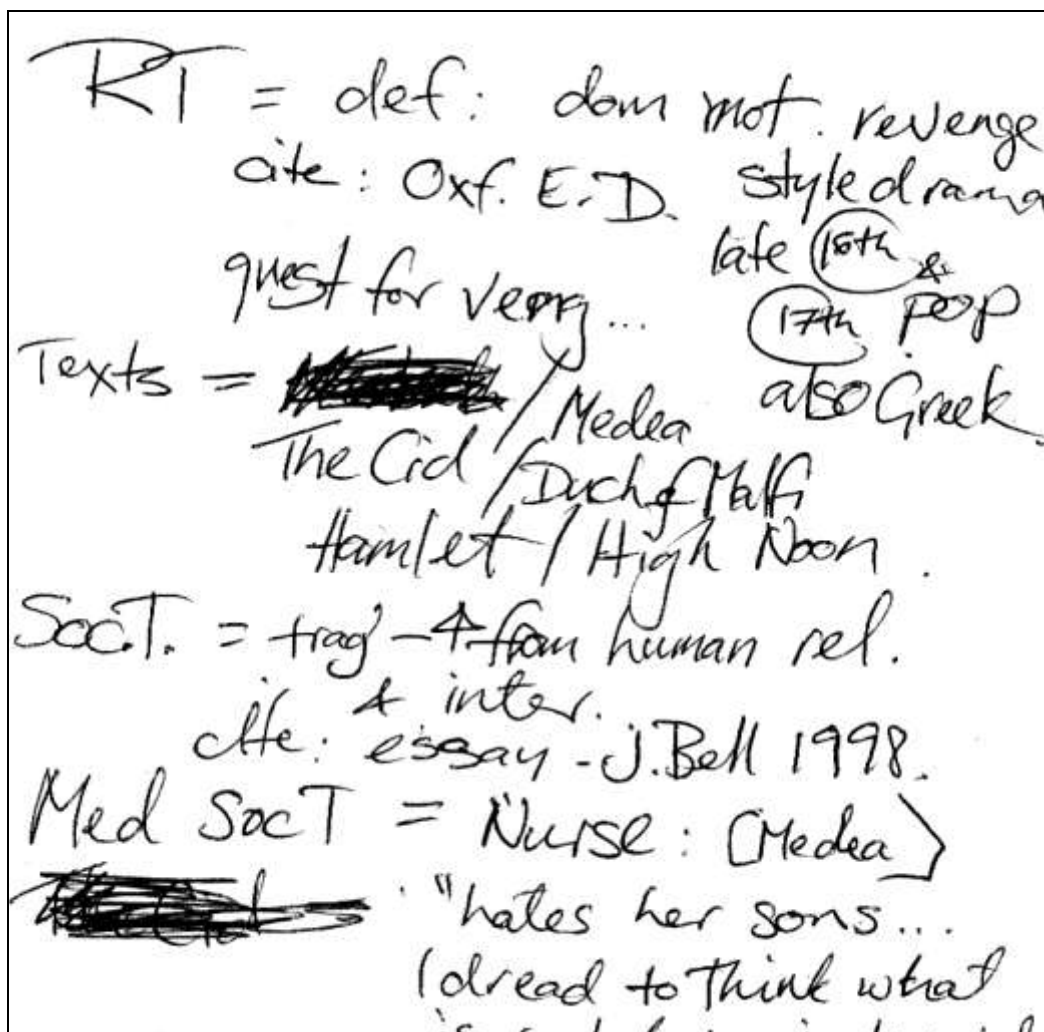 RT = def: dom mot. revenge
cite: Oxf. E.D. style drama
late 16th &
quest for veng...
17th pop
Texts = / Medea also Greek.
The Cid / Duch of Malfi
Hamlet / High Noon.
Soc.T. = trag' - from human rel.
& inter.
cite: essay - J. Bell 1998.
Med SocT = Nurse: [Medea]
"hates her sons...
I dread to think what